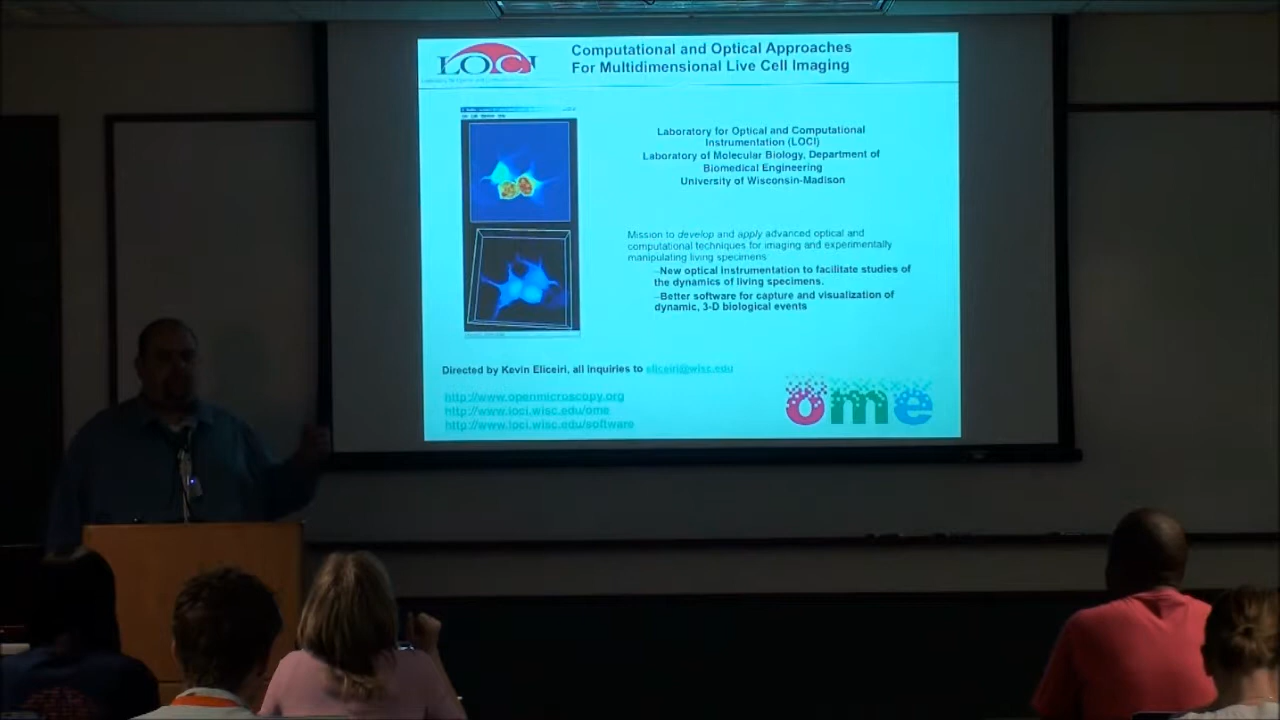 LOCI
Computational and Optical Approaches
For Multidimensional Live Cell Imaging
Laboratory for Optical and Computational
Instrumentation (LOCI)
Laboratory of Molecular Biology, Department of
Biomedical Engineering
University of Wisconsin-Madison
Mission to develop and apply advanced optical and
computational techniques for imaging and experimentally
manipulating living specimens
–New optical instrumentation to facilitate studies of
the dynamics of living specimens.
–Better software for capture and visualization of
dynamic, 3-D biological events
Directed by Kevin Eliceiri, all inquiries to eliceiri@wisc.edu
http://www.openmicroscopy.org
http://www.loci.wisc.edu/ome
http://www.loci.wisc.edu/software
ome